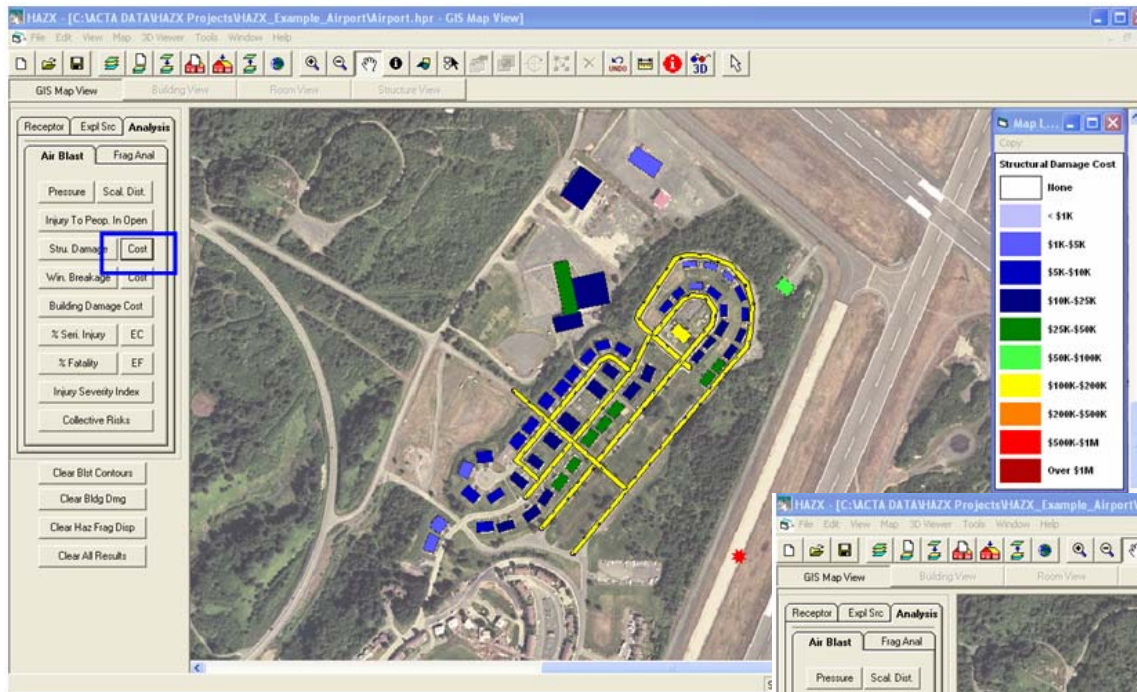 HAZX - [C:\ACTA DATA\HAZX Projects\HAZX_Example_Airport\Airport.hpr - GIS Map View]
File Edit View Map 3D Viewer Tools Window Help
UNDO 3D
GIS Map View Building View Room View Structure View
Receptor Expl Src Analysis
Air Blast Frag Anal
Pressure Scal. Dist.
Injury To Peop. In Open
Stru. Damage Cost
Win. Breakage Cost
Building Damage Cost
% Seri. Injury EC
% Fatality EF
Injury Severity Index
Collective Risks
Clear Blst Contours
Clear Bldg Dmg
Clear Haz Frag Disp
Clear All Results
Map L...
Copy
Structural Damage Cost
None
< $1K
$1K-$5K
$5K-$10K
$10K-$25K
$25K-$50K
$50K-$100K
$100K-$200K
$200K-$500K
$500K-$1M
Over $1M
HAZX - [C:\ACTA DATA\HAZX Projects\HAZX_Example_Airport\
File Edit View Map 3D Viewer Tools Window Help
GIS Map View Building View Room View
Receptor Expl Src Analysis
Air Blast Frag Anal
Pressure Scal. Dist.